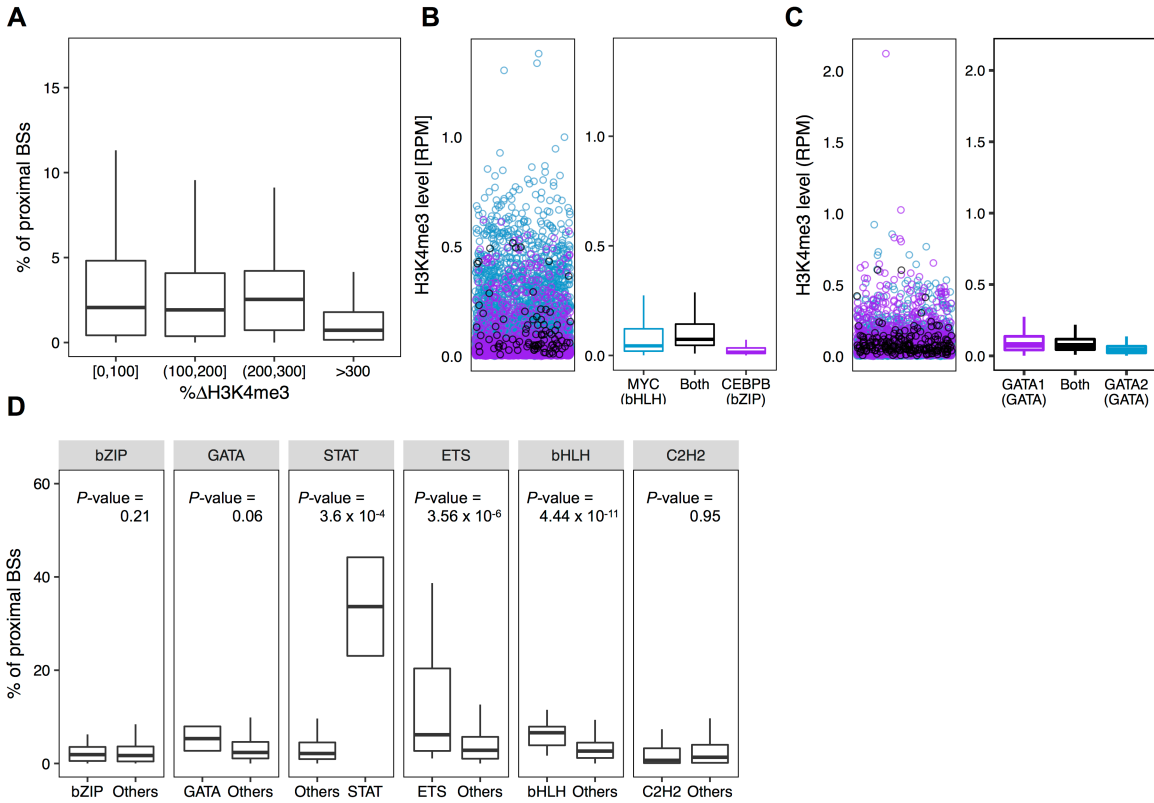 A
B
C
% of proximal BSs
15
10
5
0
[0,100]
(100,200]
(200,300]
>300
%ΔH3K4me3
H3K4me3 level [RPM]
1.0
0.5
0.0
1.0
0.5
0.0
MYC
(bHLH)
Both
CEBPB
(bZIP)
H3K4me3 level (RPM)
2.0
1.5
1.0
0.5
0.0
2.0
1.5
1.0
0.5
0.0
GATA1
(GATA)
Both
GATA2
(GATA)
D
% of proximal BSs
60
40
20
0
bZIP
P-value =
0.21
bZIP Others
GATA
P-value =
0.06
GATA Others
STAT
P-value =
3.6 x 10⁻⁴
Others STAT
ETS
P-value =
3.56 x 10⁻⁶
ETS Others
bHLH
P-value =
4.44 x 10⁻¹¹
bHLH Others
C2H2
P-value =
0.95
C2H2 Others